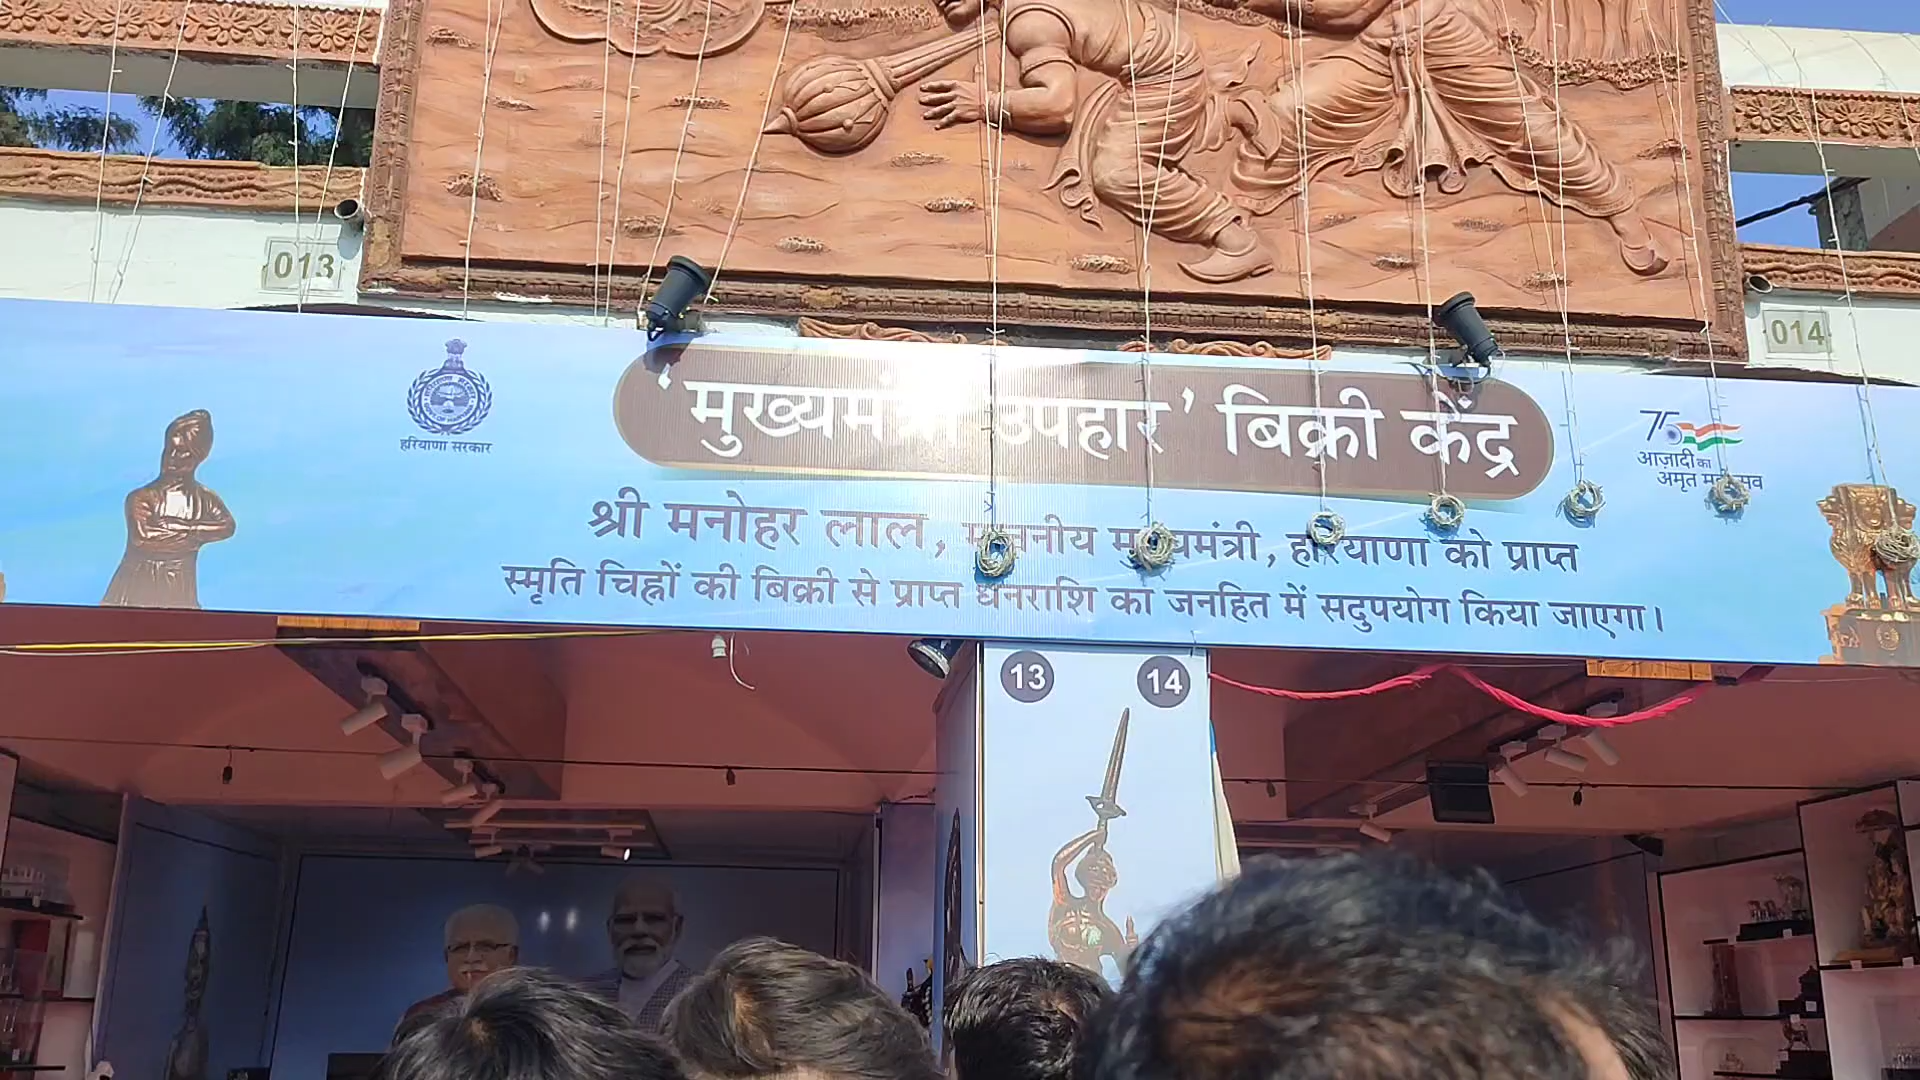 013
014
हरियाणा सरकार
‘मुख्यमंत्री उपहार’ बिक्री केंद्र
75
आज़ादी का
अमृत महोत्सव
श्री मनोहर लाल, माननीय मुख्यमंत्री, हरियाणा को प्राप्त
स्मृति चिह्नों की बिक्री से प्राप्त धनराशि का जनहित में सदुपयोग किया जाएगा।
13
14